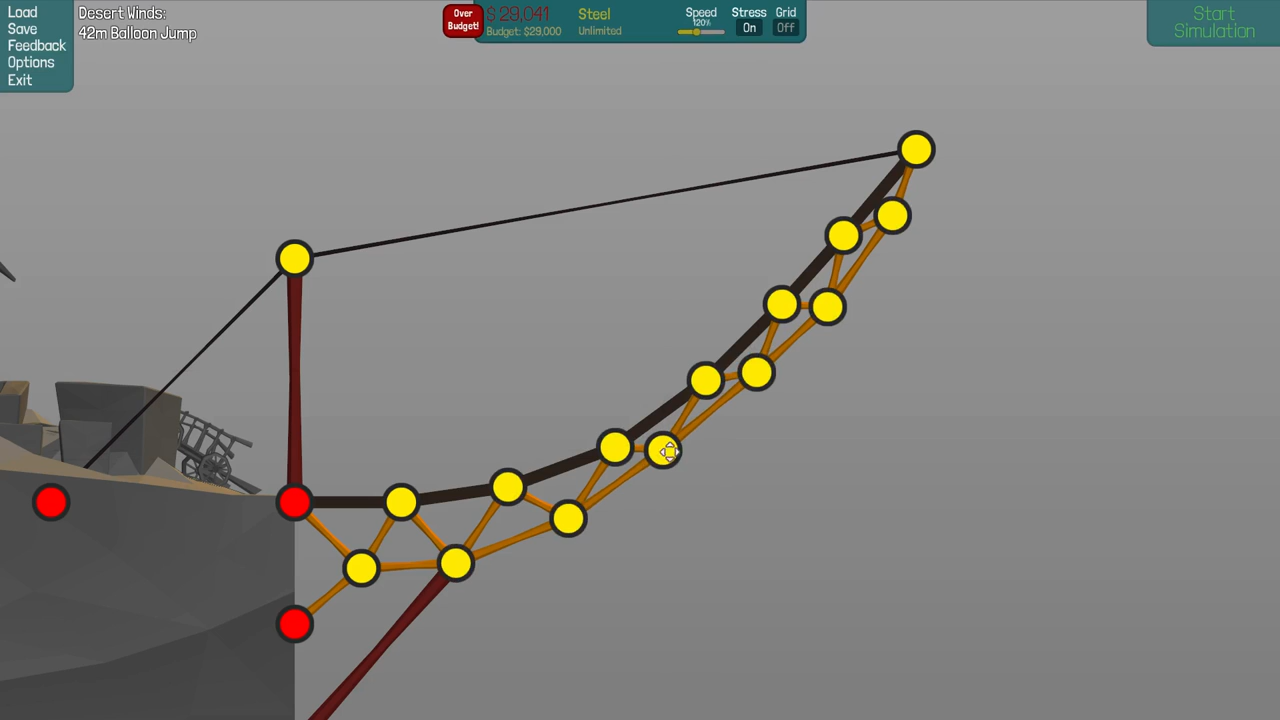 Load
Save
Feedback
Options
Exit
Desert Winds:
42m Balloon Jump
Over
Budget!
$ 29,041
Budget: $29,000
Steel
Unlimited
Speed
120%
Stress
On
Grid
Off
Start
Simulation